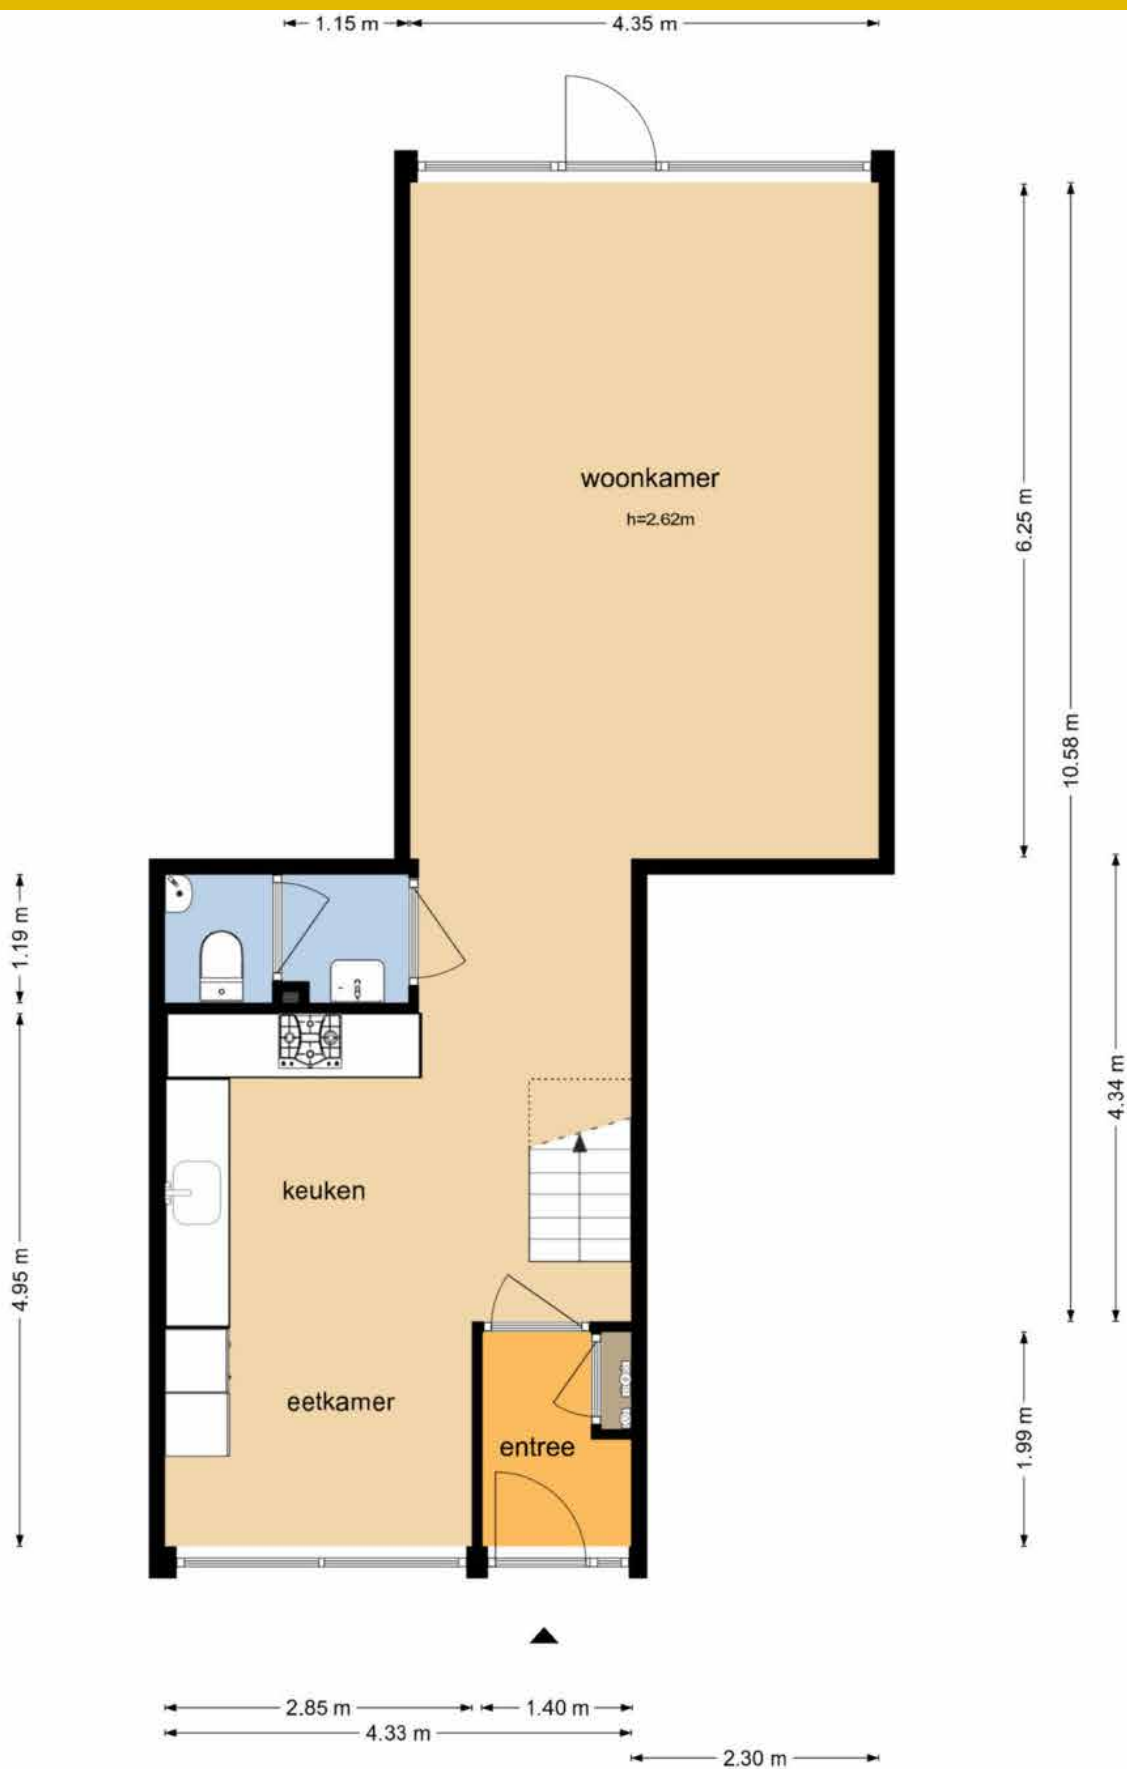 1.15 m
4.35 m
woonkamer
h=2.62m
6.25 m
10.58 m
1.19 m
4.34 m
keuken
4.95 m
eetkamer
entree
1.99 m
2.85 m
1.40 m
4.33 m
2.30 m